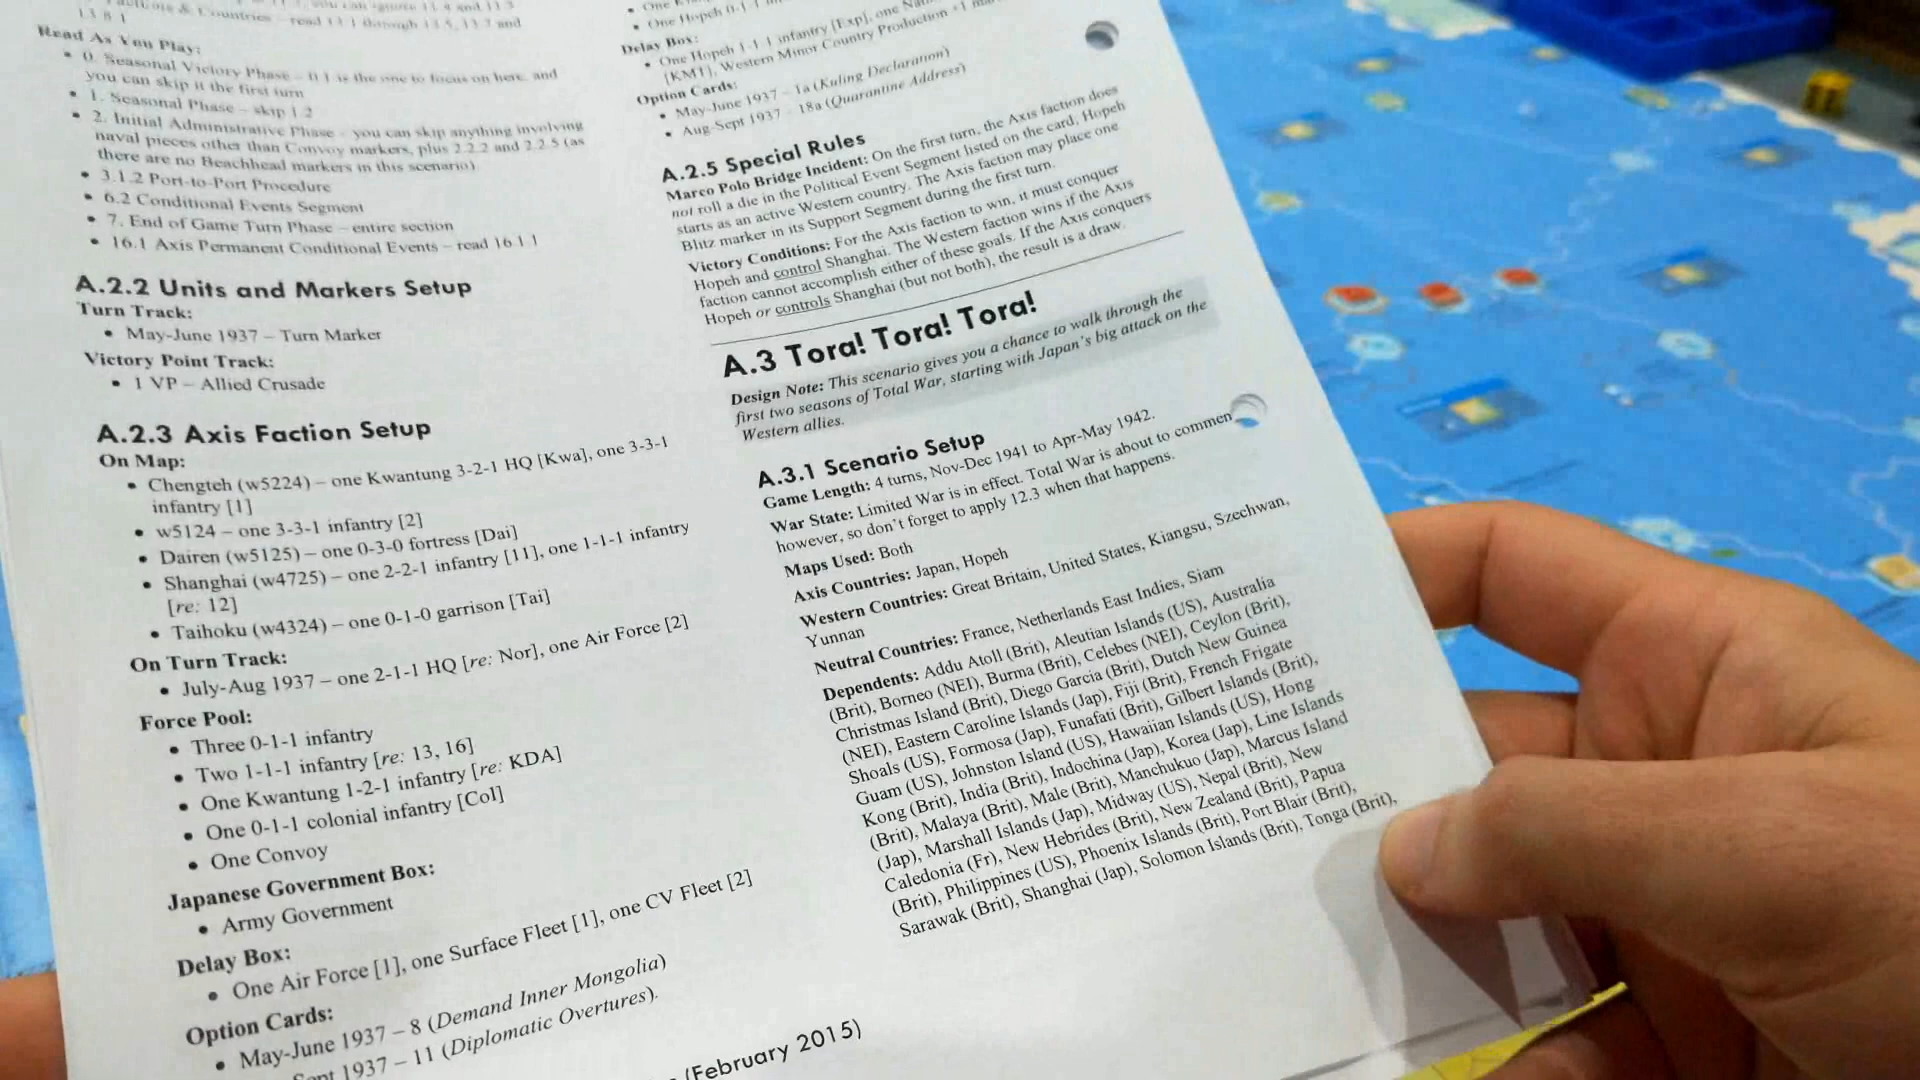 13.8.1
Read As You Play:
• 0. Seasonal Victory Phase – 0.1 is the one to focus on here, and
you can skip it the first turn
• 1. Seasonal Phase – skip 1.2
• 2. Initial Administrative Phase – you can skip anything involving
naval pieces other than Convoy markers, plus 2.2.2 and 2.2.5 (as
there are no Beachhead markers in this scenario)
• 3.1.2 Port-to-Port Procedure
• 6.2 Conditional Events Segment
• 7. End of Game Turn Phase – entire section
• 16.1 Axis Permanent Conditional Events – read 16.1.1
A.2.2 Units and Markers Setup
Turn Track:
• May-June 1937 – Turn Marker
Victory Point Track:
• 1 VP – Allied Crusade
A.2.3 Axis Faction Setup
On Map:
• Chengteh (w5224) – one Kwantung 3-2-1 HQ [Kwa], one 3-3-1
infantry [1]
• w5124 – one 3-3-1 infantry [2]
• Dairen (w5125) – one 0-3-0 fortress [Dai]
• Shanghai (w4725) – one 2-2-1 infantry [11], one 1-1-1 infantry
[re: 12]
• Taihoku (w4324) – one 0-1-0 garrison [Tai]
On Turn Track:
• July-Aug 1937 – one 2-1-1 HQ [re: Nor], one Air Force [2]
Force Pool:
• Three 0-1-1 infantry
• Two 1-1-1 infantry [re: 13, 16]
• One Kwantung 1-2-1 infantry [re: KDA]
• One 0-1-1 colonial infantry [Col]
• One Convoy
Japanese Government Box:
• Army Government
Delay Box:
• One Air Force [1], one Surface Fleet [1], one CV Fleet [2]
Option Cards:
• May-June 1937 – 8 (Demand Inner Mongolia)
1937 – 11 (Diplomatic Overtures).
(February 2015)
Delay Box:
• One Hopeh 1-1-1 infantry [Exp], one
[KMT], Western Minor Country Production +1
Option Cards:
• May-June 1937 – 1a (Kuling Declaration)
• Aug-Sept 1937 – 18a (Quarantine Address)
A.2.5 Special Rules
Marco Polo Bridge Incident: On the first turn, the Axis faction does
not roll a die in the Political Event Segment listed on the card. Hopeh
starts as an active Western country. The Axis faction may place one
Blitz marker in its Support Segment during the first turn.
Victory Conditions: For the Axis faction to win, it must conquer
Hopeh and control Shanghai. The Western faction wins if the Axis
faction cannot accomplish either of these goals. If the Axis conquers
Hopeh or controls Shanghai (but not both), the result is a draw.
A.3 Tora! Tora! Tora!
Design Note: This scenario gives you a chance to walk through the
first two seasons of Total War, starting with Japan's big attack on the
Western allies.
A.3.1 Scenario Setup
Game Length: 4 turns, Nov-Dec 1941 to Apr-May 1942.
War State: Limited War is in effect. Total War is about to commen
however, so don't forget to apply 12.3 when that happens.
Maps Used: Both
Axis Countries: Japan, Hopeh
Western Countries: Great Britain, United States, Kiangsu, Szechwan,
Yunnan
Neutral Countries: France, Netherlands East Indies, Siam
Dependents: Addu Atoll (Brit), Aleutian Islands (US), Australia
(Brit), Borneo (NEI), Burma (Brit), Celebes (NEI), Ceylon (Brit),
Christmas Island (Brit), Diego Garcia (Brit), Dutch New Guinea
(NEI), Eastern Caroline Islands (Jap), Fiji (Brit), French Frigate
Shoals (US), Formosa (Jap), Funafati (Brit), Gilbert Islands (Brit),
Guam (US), Johnston Island (US), Hawaiian Islands (US), Hong
Kong (Brit), India (Brit), Indochina (Jap), Korea (Jap), Line Islands
(Brit), Malaya (Brit), Male (Brit), Manchukuo (Jap), Marcus Island
(Jap), Marshall Islands (Jap), Midway (US), Nepal (Brit), New
Caledonia (Fr), New Hebrides (Brit), New Zealand (Brit), Papua
(Brit), Philippines (US), Phoenix Islands (Brit), Port Blair (Brit),
Sarawak (Brit), Shanghai (Jap), Solomon Islands (Brit), Tonga (Brit),